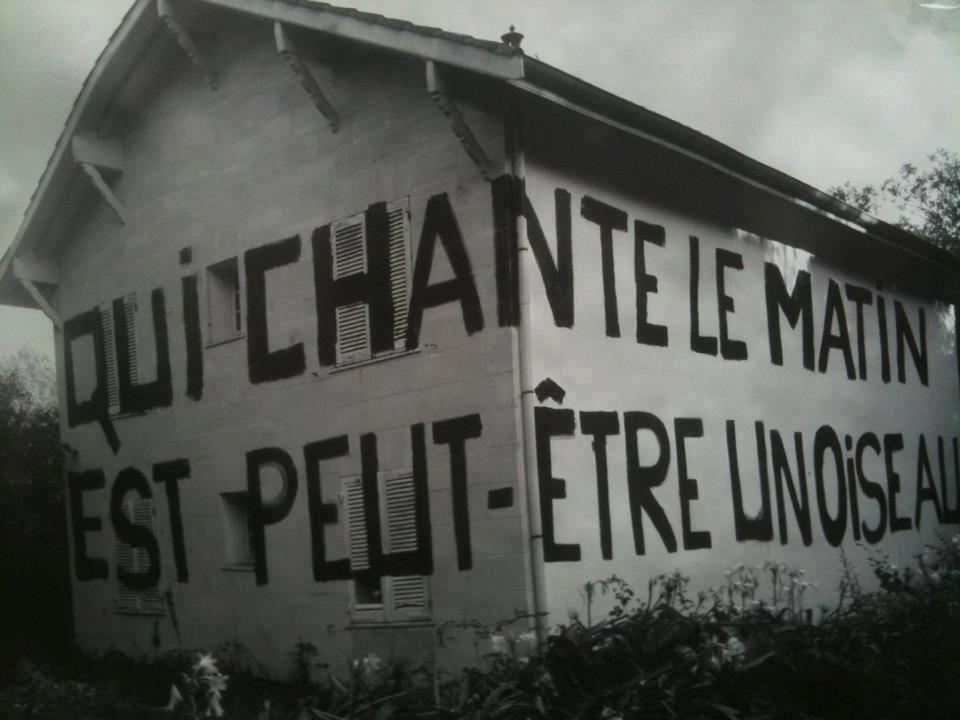 QUi CHANTE LE MATiN
EST PEUT-ÊTRE UN OiSEAU